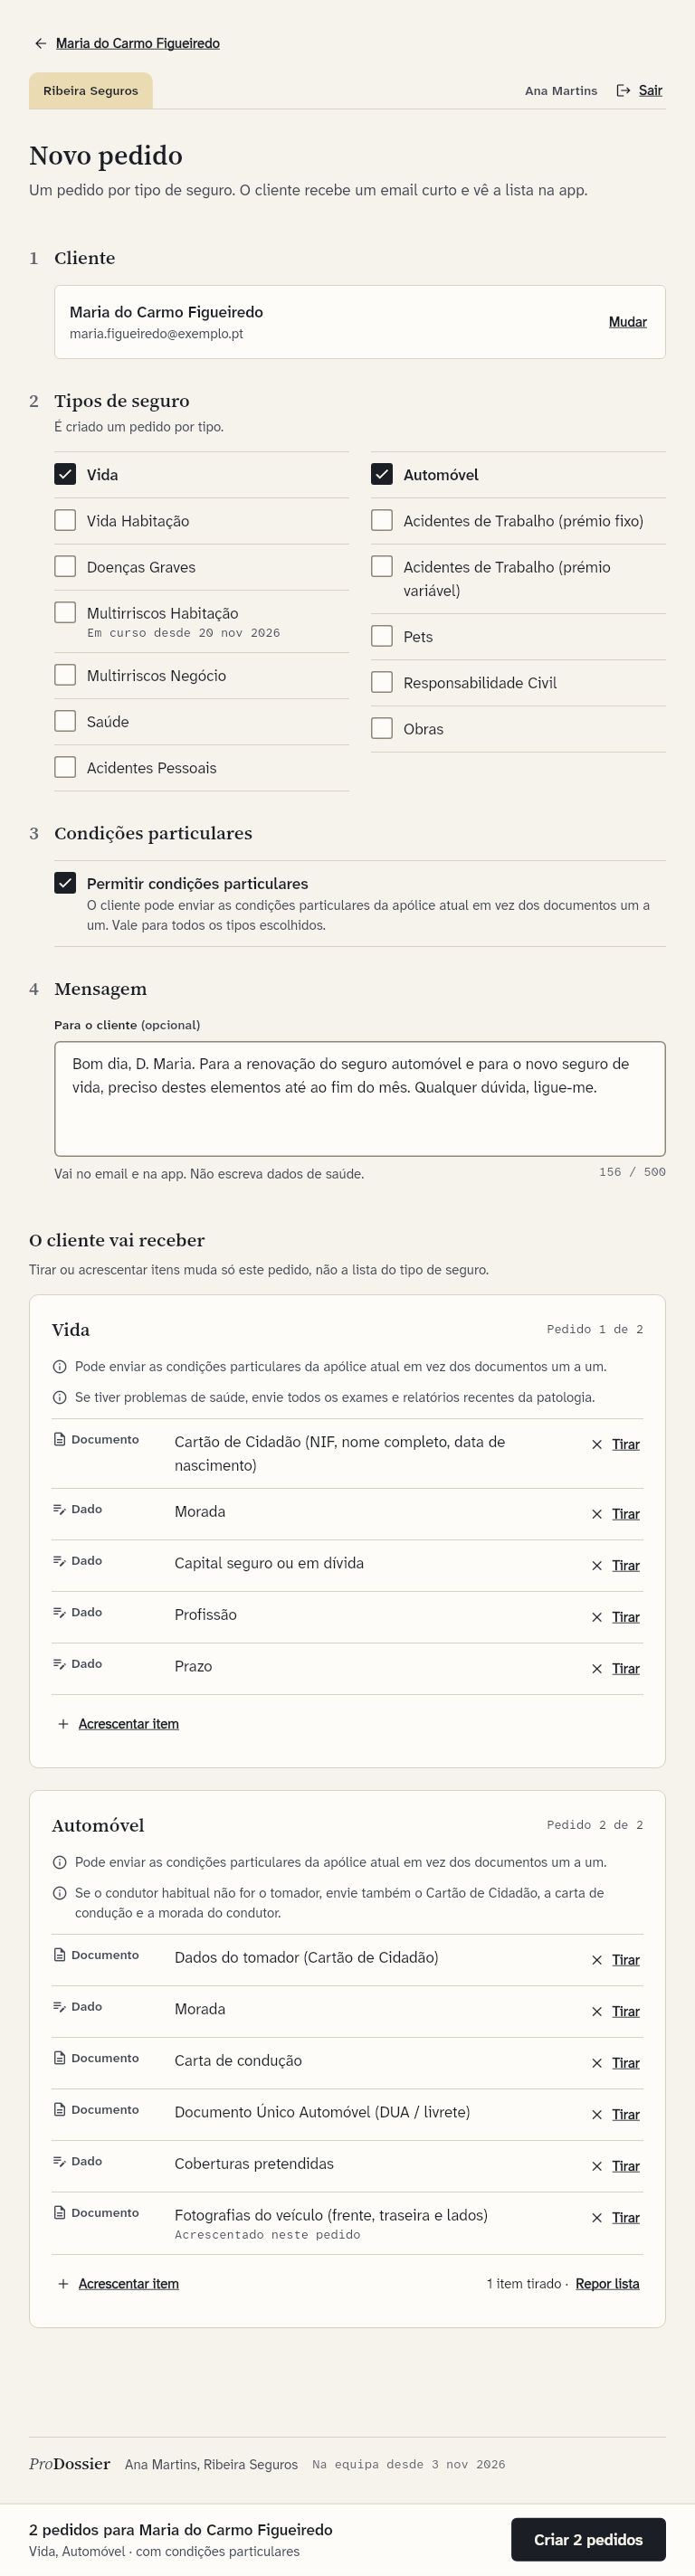 Maria do Carmo Figueiredo
Ribeira Seguros
Ana Martins
Sair
Novo pedido
Um pedido por tipo de seguro. O cliente recebe um email curto e vê a lista na app.
1 Cliente
Maria do Carmo Figueiredo
maria.figueiredo@exemplo.pt
Mudar
2 Tipos de seguro
É criado um pedido por tipo.
Vida
Vida Habitação
Doenças Graves
Multirriscos Habitação
Em curso desde 20 nov 2026
Multirriscos Negócio
Saúde
Acidentes Pessoais
Automóvel
Acidentes de Trabalho (prémio fixo)
Acidentes de Trabalho (prémio
variável)
Pets
Responsabilidade Civil
Obras
3 Condições particulares
Permitir condições particulares
O cliente pode enviar as condições particulares da apólice atual em vez dos documentos um a
um. Vale para todos os tipos escolhidos.
4 Mensagem
Para o cliente (opcional)
Bom dia, D. Maria. Para a renovação do seguro automóvel e para o novo seguro de
vida, preciso destes elementos até ao fim do mês. Qualquer dúvida, ligue-me.
Vai no email e na app. Não escreva dados de saúde.
156 / 500
O cliente vai receber
Tirar ou acrescentar itens muda só este pedido, não a lista do tipo de seguro.
Vida
Pedido 1 de 2
Pode enviar as condições particulares da apólice atual em vez dos documentos um a um.
Se tiver problemas de saúde, envie todos os exames e relatórios recentes da patologia.
Documento
Cartão de Cidadão (NIF, nome completo, data de
nascimento)
Tirar
Dado
Morada
Tirar
Dado
Capital seguro ou em dívida
Tirar
Dado
Profissão
Tirar
Dado
Prazo
Tirar
Acrescentar item
Automóvel
Pedido 2 de 2
Pode enviar as condições particulares da apólice atual em vez dos documentos um a um.
Se o condutor habitual não for o tomador, envie também o Cartão de Cidadão, a carta de
condução e a morada do condutor.
Documento
Dados do tomador (Cartão de Cidadão)
Tirar
Dado
Morada
Tirar
Documento
Carta de condução
Tirar
Documento
Documento Único Automóvel (DUA / livrete)
Tirar
Dado
Coberturas pretendidas
Tirar
Documento
Fotografias do veículo (frente, traseira e lados)
Acrescentado neste pedido
Tirar
Acrescentar item
1 item tirado · Repor lista
ProDossier
Ana Martins, Ribeira Seguros
Na equipa desde 3 nov 2026
2 pedidos para Maria do Carmo Figueiredo
Vida, Automóvel · com condições particulares
Criar 2 pedidos